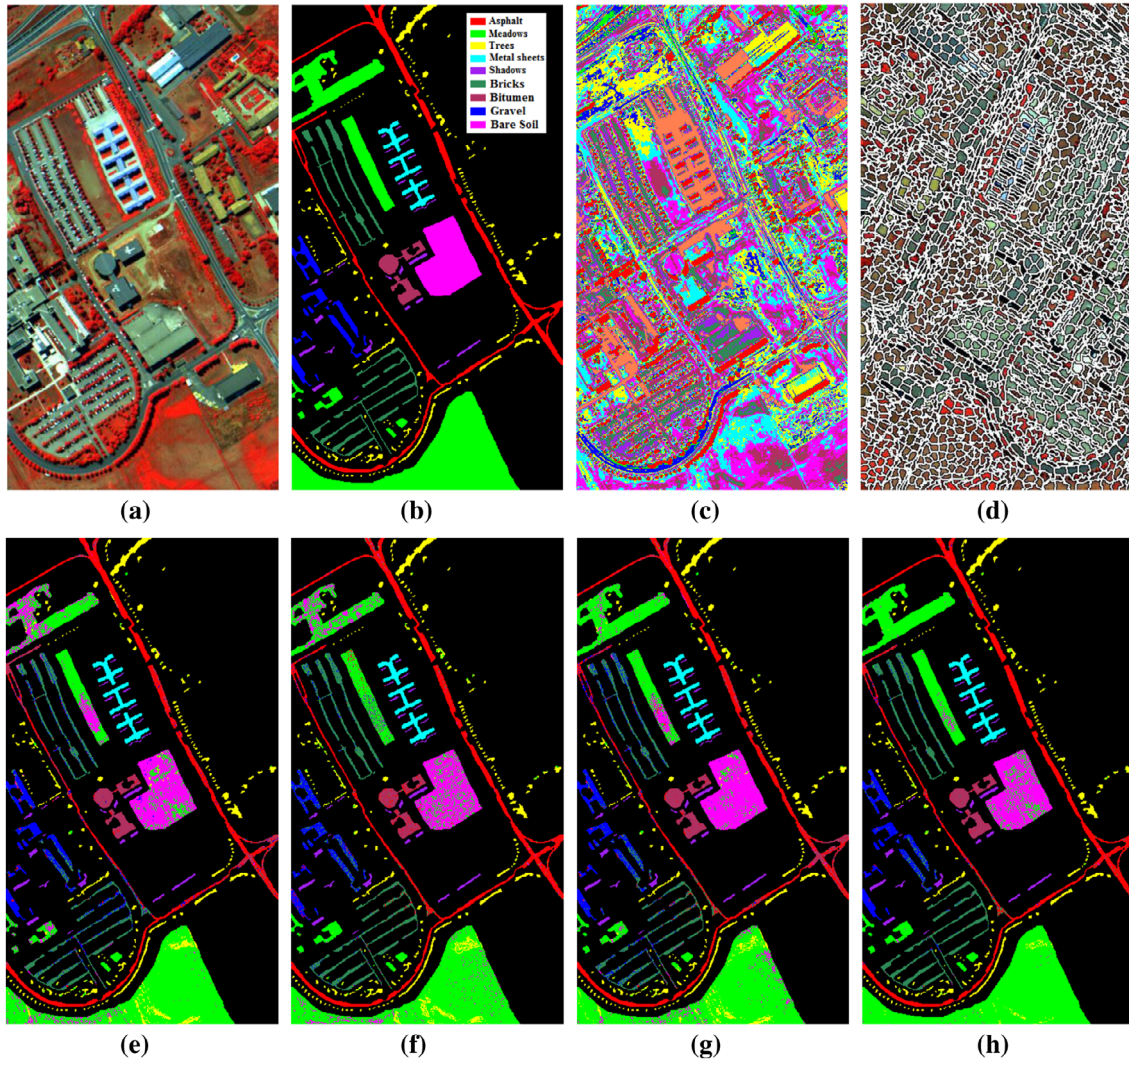 Asphalt
Meadows
Trees
Metal sheets
Shadows
Bricks
Bitumen
Gravel
Bare Soil
(a)
(b)
(c)
(d)
(e)
(f)
(g)
(h)